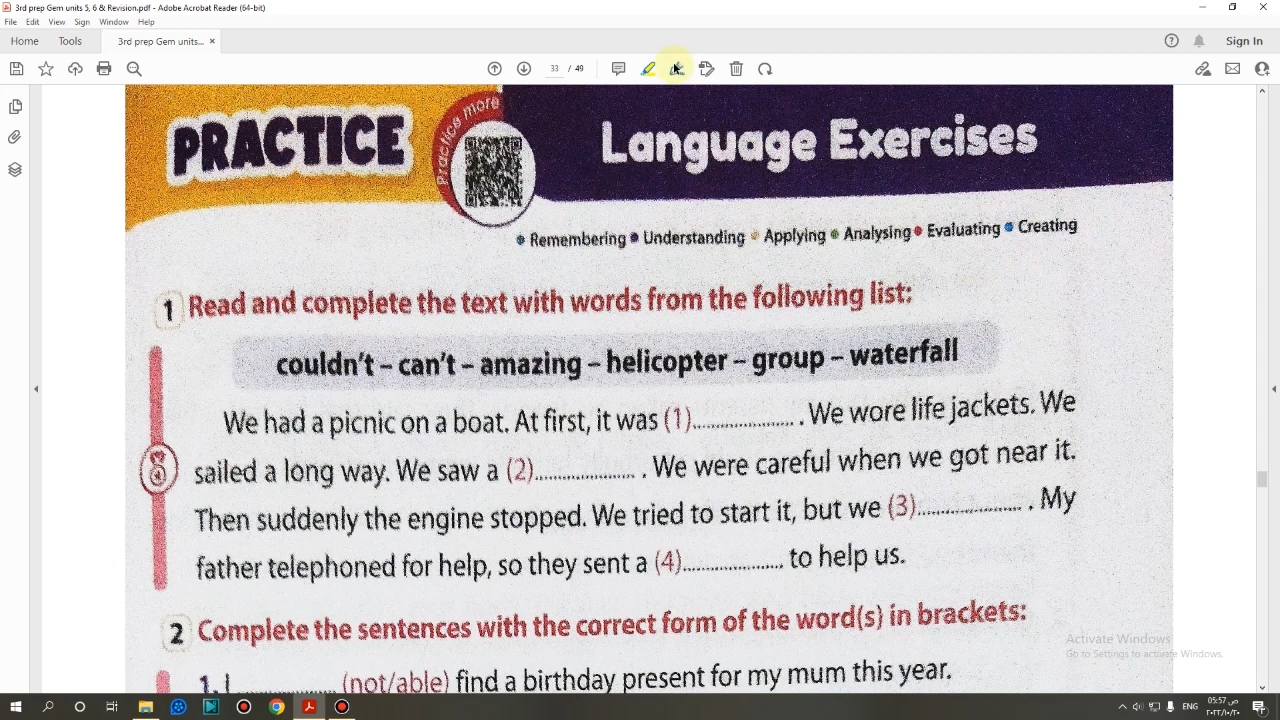 3rd prep Gem units 5, 6 & Revision.pdf - Adobe Acrobat Reader (64-bit)
File Edit View Sign Window Help
Home Tools 3rd prep Gem units... × Sign In
33 / 49
PRACTICE
Practice more
Language Exercises
Remembering Understanding Applying Analysing Evaluating Creating
1 Read and complete the text with words from the following list:
couldn't – can't – amazing – helicopter – group – waterfall
We had a picnic on a boat. At first, it was (1).................... . We wore life jackets. We
sailed a long way. We saw a (2).................... . We were careful when we got near it.
Then suddenly the engine stopped. We tried to start it, but we (3).................... . My
father telephoned for help, so they sent a (4).................... to help us.
2 Complete the sentences with the correct form of the word(s) in brackets:
1. I .................... (not/able) find a birthday present for my mum this year.
Activate Windows
Go to Settings to activate Windows.
ENG
05:57 ص
٢٠٢٢/١٠/٢٠